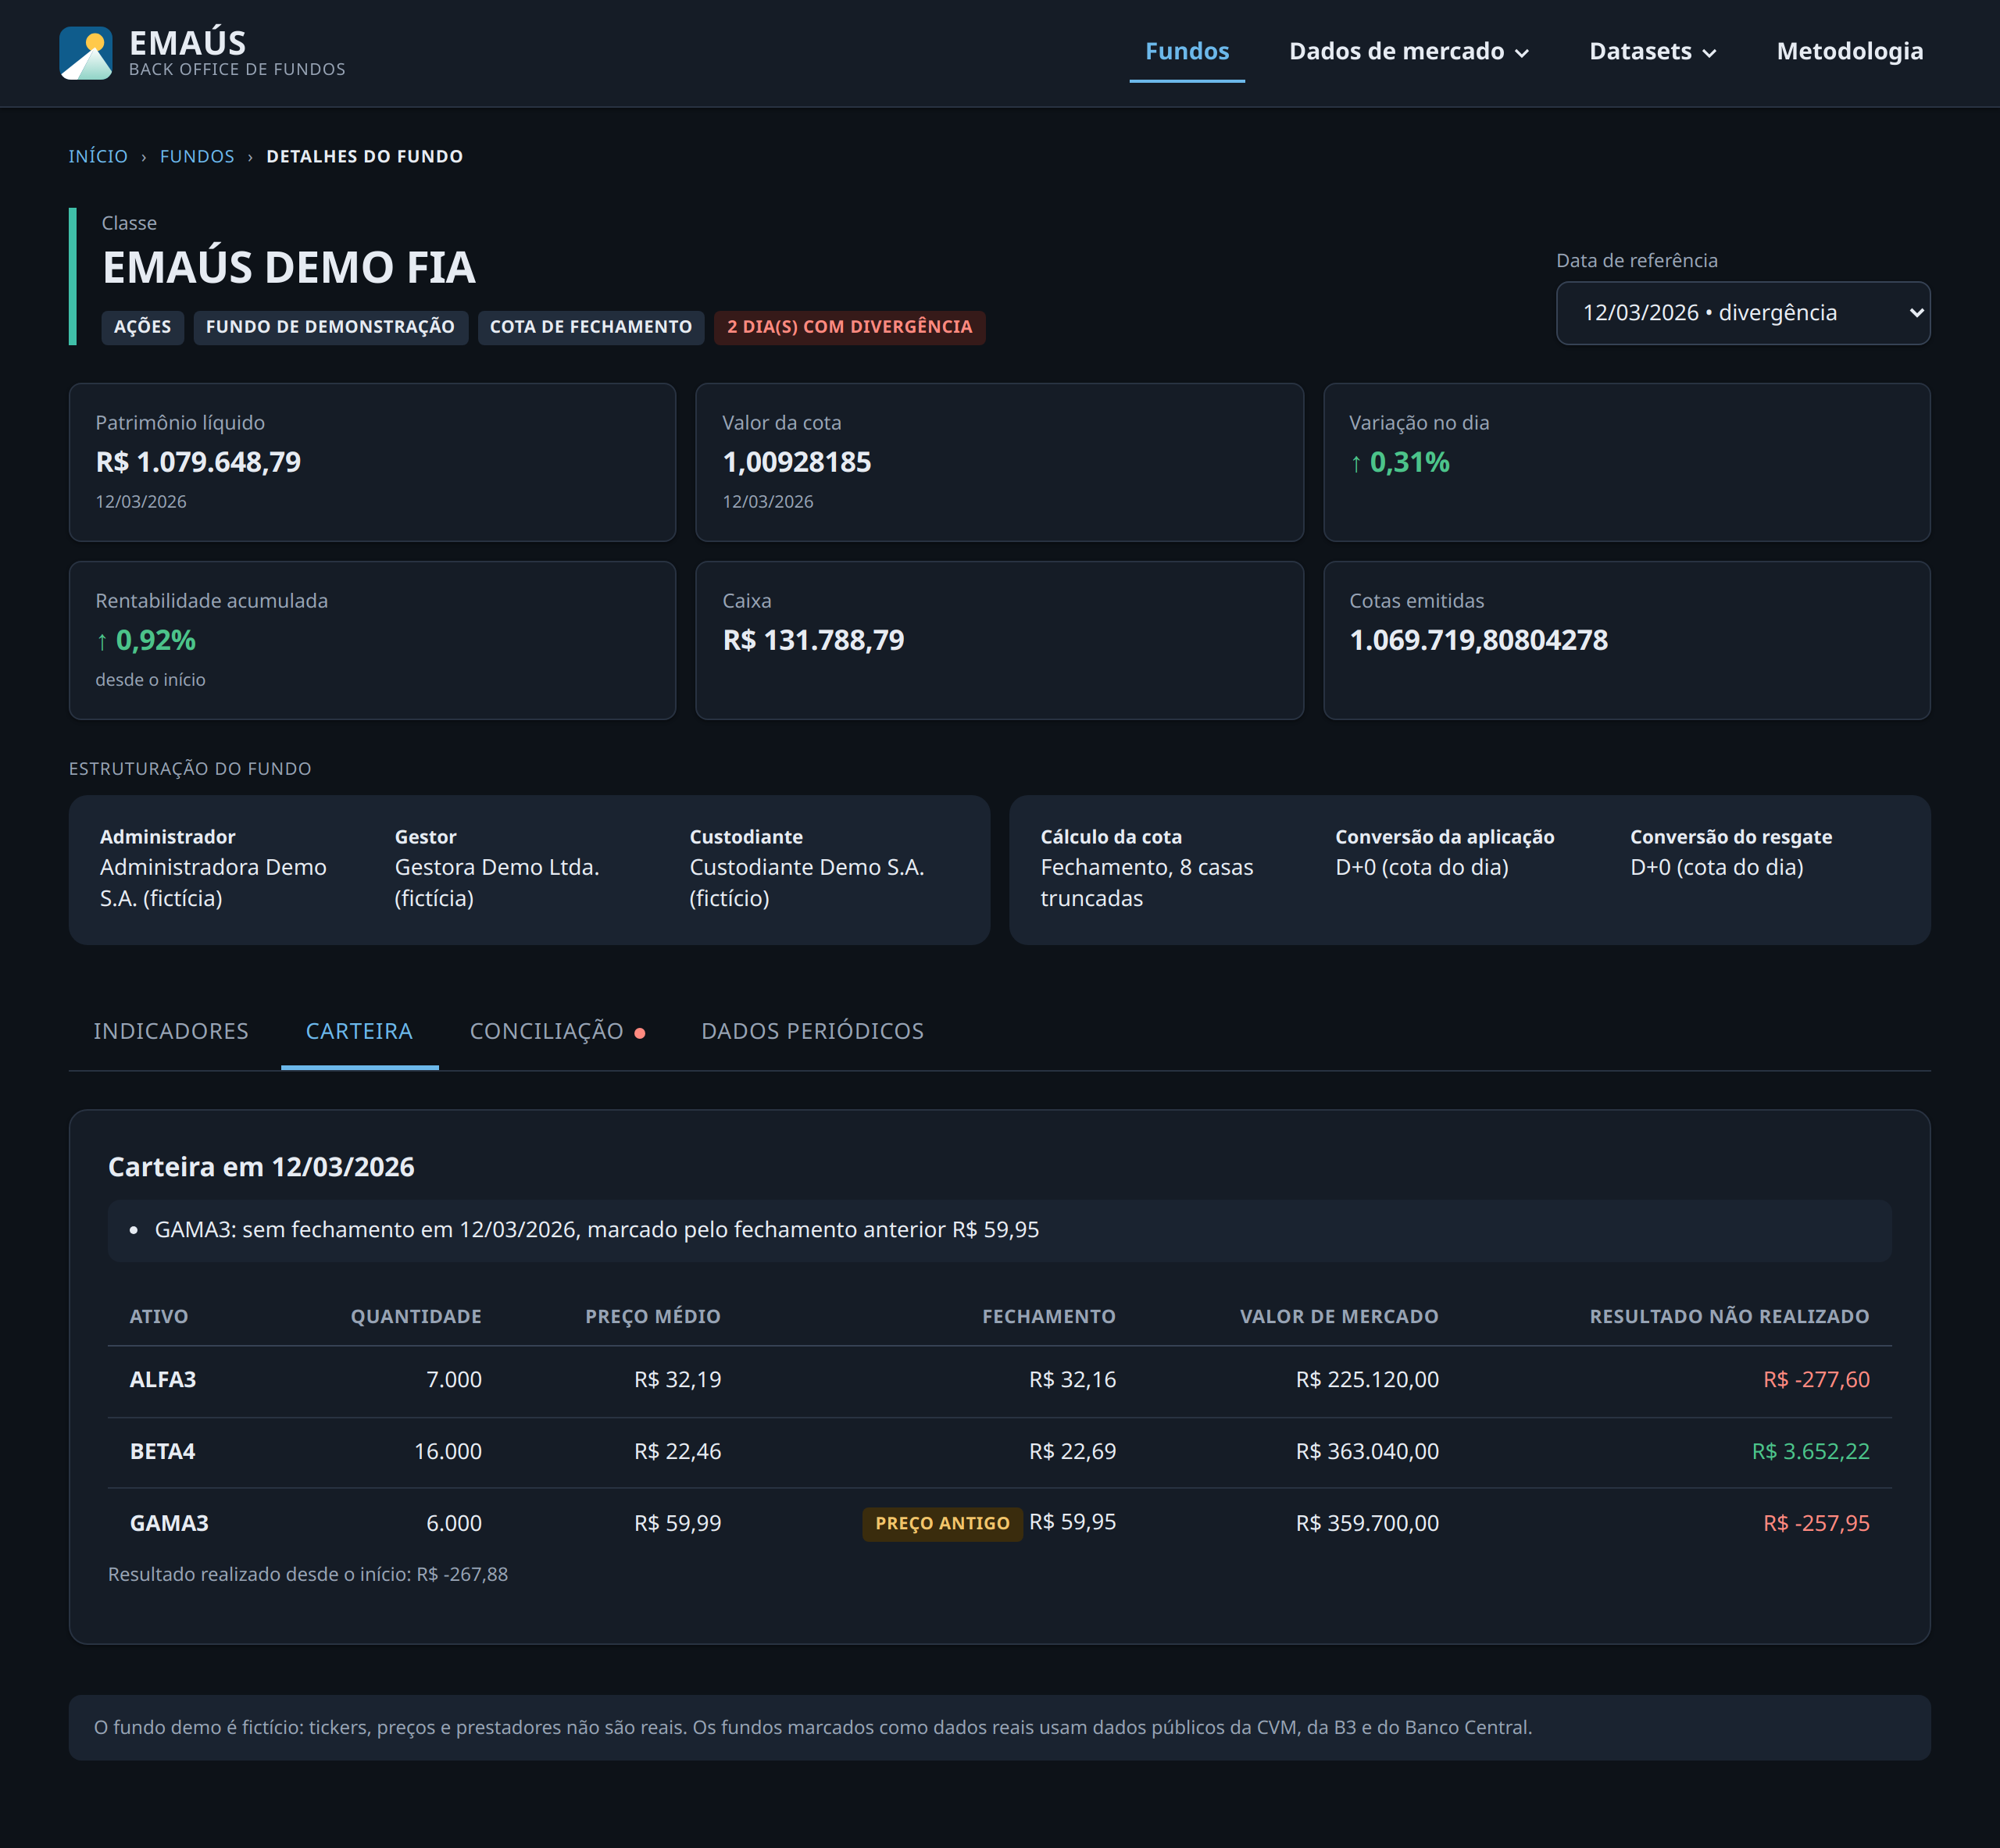 EMAÚS
BACK OFFICE DE FUNDOS
Fundos
Dados de mercado
Datasets
Metodologia
INÍCIO › FUNDOS › DETALHES DO FUNDO
Classe
EMAÚS DEMO FIA
AÇÕES
FUNDO DE DEMONSTRAÇÃO
COTA DE FECHAMENTO
2 DIA(S) COM DIVERGÊNCIA
Data de referência
12/03/2026 • divergência
Patrimônio líquido
R$ 1.079.648,79
12/03/2026
Valor da cota
1,00928185
12/03/2026
Variação no dia
↑ 0,31%
Rentabilidade acumulada
↑ 0,92%
desde o início
Caixa
R$ 131.788,79
Cotas emitidas
1.069.719,80804278
ESTRUTURAÇÃO DO FUNDO
Administrador
Administradora Demo
S.A. (fictícia)
Gestor
Gestora Demo Ltda.
(fictícia)
Custodiante
Custodiante Demo S.A.
(fictício)
Cálculo da cota
Fechamento, 8 casas
truncadas
Conversão da aplicação
D+0 (cota do dia)
Conversão do resgate
D+0 (cota do dia)
INDICADORES
CARTEIRA
CONCILIAÇÃO
DADOS PERIÓDICOS
Carteira em 12/03/2026
• GAMA3: sem fechamento em 12/03/2026, marcado pelo fechamento anterior R$ 59,95
ATIVO QUANTIDADE PREÇO MÉDIO FECHAMENTO VALOR DE MERCADO RESULTADO NÃO REALIZADO
ALFA3 7.000 R$ 32,19 R$ 32,16 R$ 225.120,00 R$ -277,60
BETA4 16.000 R$ 22,46 R$ 22,69 R$ 363.040,00 R$ 3.652,22
GAMA3 6.000 R$ 59,99 PREÇO ANTIGO R$ 59,95 R$ 359.700,00 R$ -257,95
Resultado realizado desde o início: R$ -267,88
O fundo demo é fictício: tickers, preços e prestadores não são reais. Os fundos marcados como dados reais usam dados públicos da CVM, da B3 e do Banco Central.